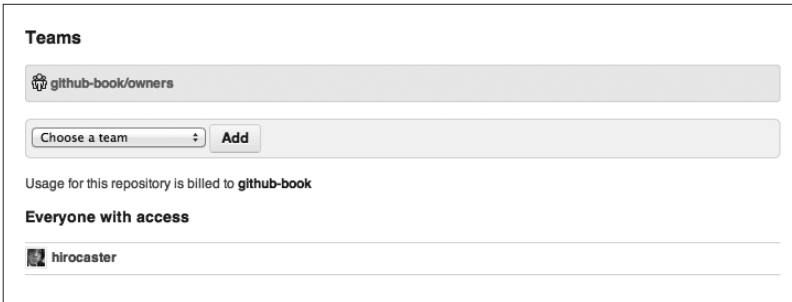 Teams
github-book/owners
Choose a team
Add
Usage for this repository is billed to github-book
Everyone with access
hirocaster